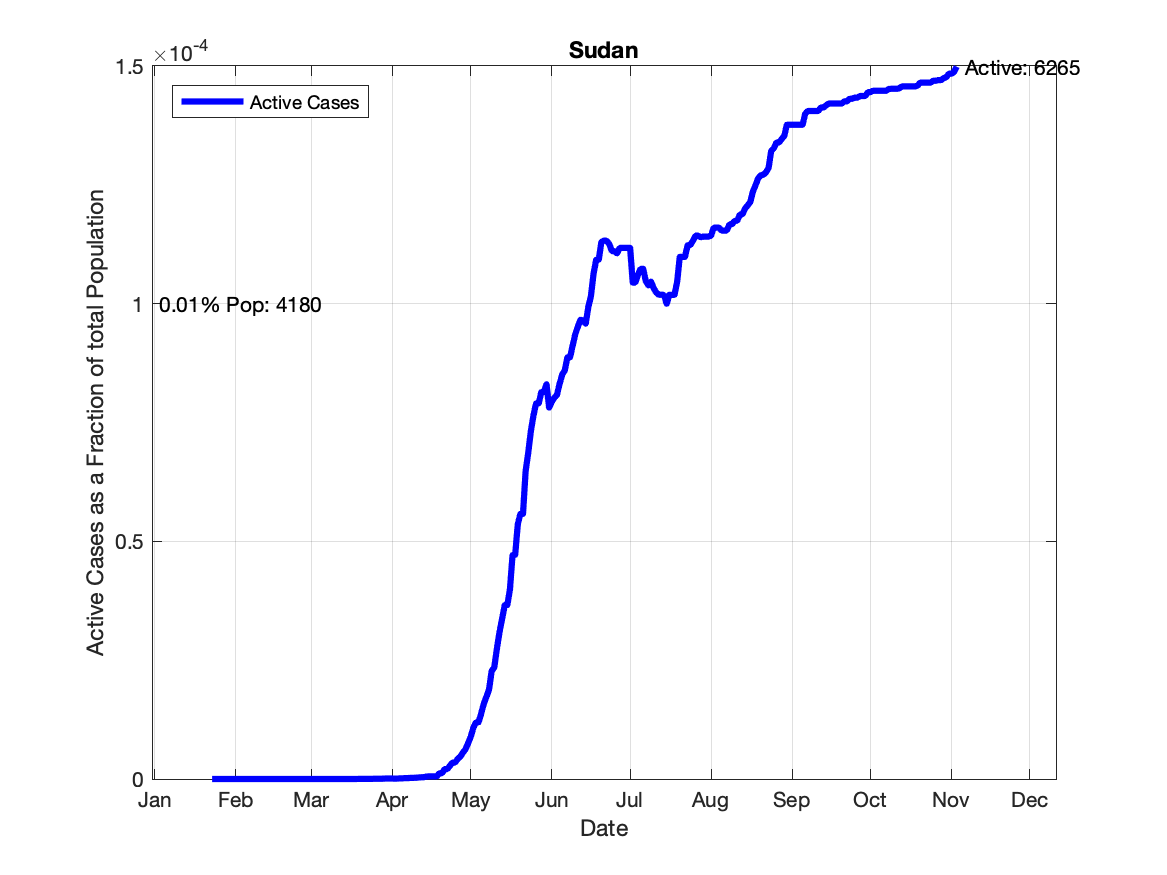 Sudan
×10-4
1.5
Active: 6265
Active Cases
1
0.01% Pop: 4180
0.5
0
Active Cases as a Fraction of total Population
Jan Feb Mar Apr May Jun Jul Aug Sep Oct Nov Dec
Date